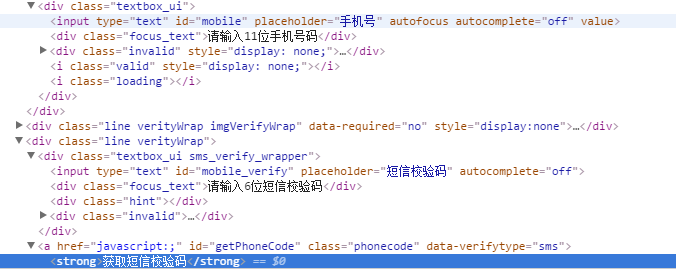 ▼<div class="textbox_ui">
<input type="text" id="mobile" placeholder="手机号" autofocus autocomplete="off" value>
<div class="focus_text">请输入11位手机号码</div>
▶<div class="invalid" style="display: none;">…</div>
<i class="valid" style="display: none;"></i>
<i class="loading"></i>
</div>
</div>
▶<div class="line verityWrap imgVerifyWrap" data-required="no" style="display:none">…</div>
▼<div class="line verityWrap">
▼<div class="textbox_ui sms_verify_wrapper">
<input type="text" id="mobile_verify" placeholder="短信校验码" autocomplete="off">
<div class="focus_text">请输入6位短信校验码</div>
<div class="hint"></div>
▶<div class="invalid">…</div>
</div>
▼<a href="javascript:;" id="getPhoneCode" class="phonecode" data-verifytype="sms">
<strong>获取短信校验码</strong> == $0